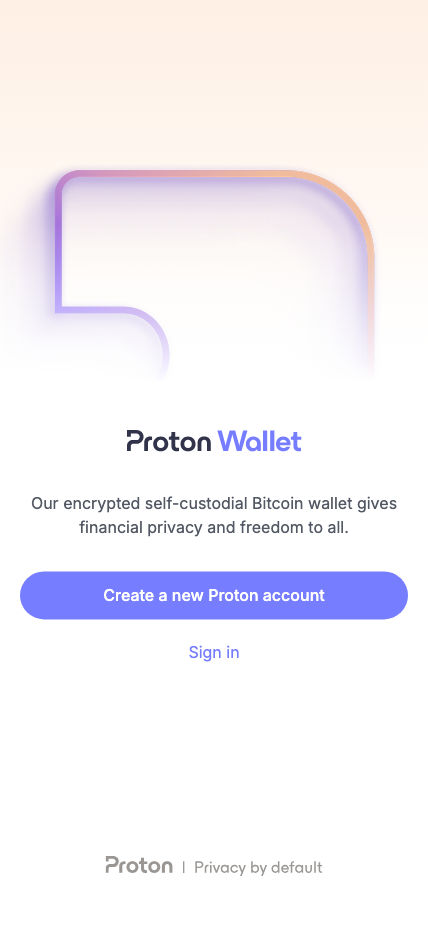 Proton Wallet
Our encrypted self-custodial Bitcoin wallet gives
financial privacy and freedom to all.
Create a new Proton account
Sign in
Proton | Privacy by default